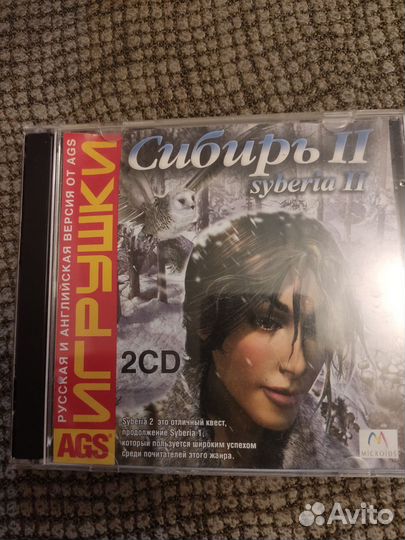 Сибирь II
syberia II
РУССКАЯ И АНГЛИЙСКАЯ ВЕРСИЯ ОТ AGS
ИГРУШКИ
AGS
2CD
Syberia 2 это отличный квест,
продолжение Syberia 1,
который пользуется широким успехом
среди почитателей этого жанра.
MICROIDS
Avito